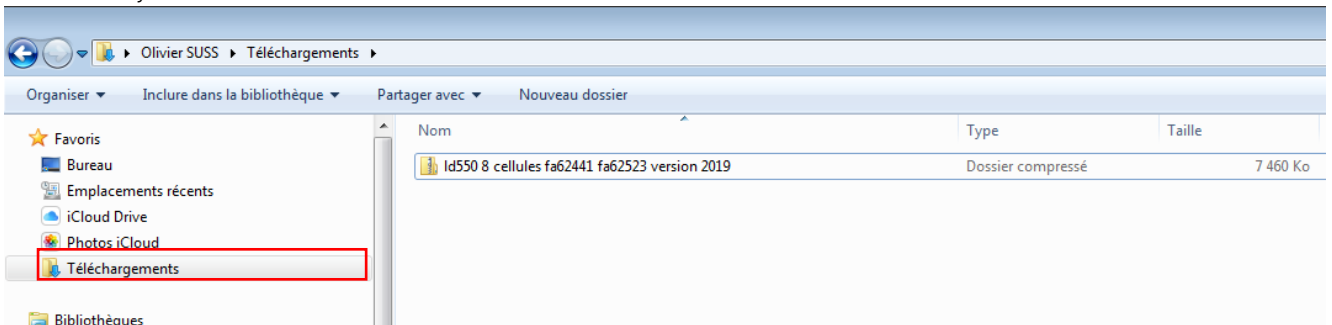 Olivier SUSS Téléchargements
Organiser Inclure dans la bibliothèque Partager avec Nouveau dossier
Favoris
Bureau
Emplacements récents
iCloud Drive
Photos iCloud
Téléchargements
Bibliothèques
Nom Type Taille
ld550 8 cellules fa62441 fa62523 version 2019 Dossier compressé 7 460 Ko